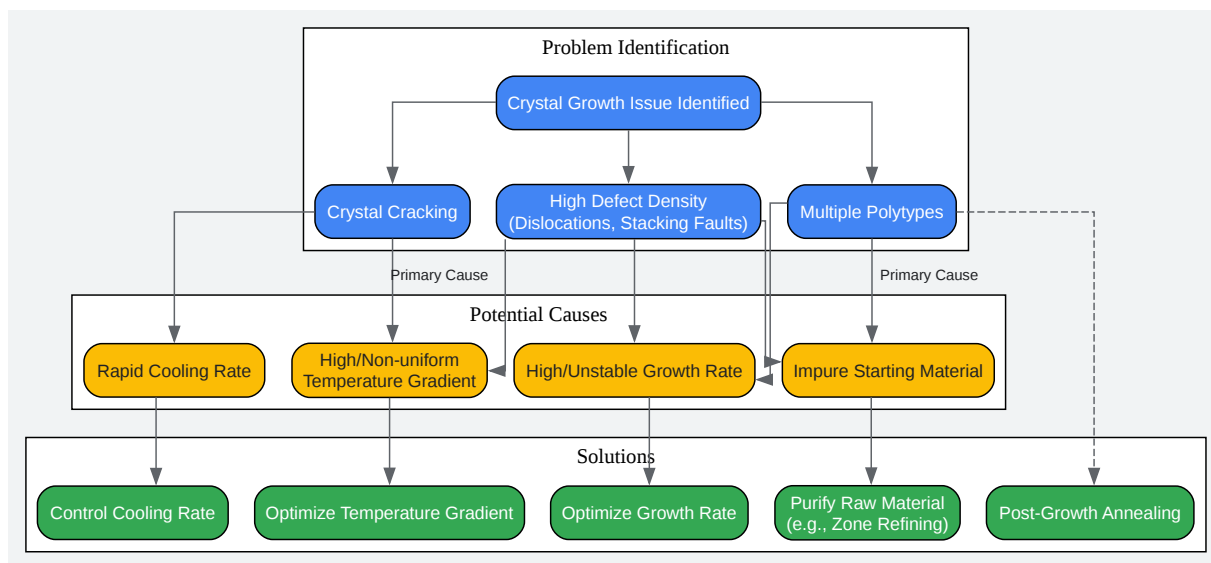 Problem Identification
Crystal Growth Issue Identified
Crystal Cracking
High Defect Density
(Dislocations, Stacking Faults)
Multiple Polytypes
Primary Cause
Primary Cause
Potential Causes
Rapid Cooling Rate
High/Non-uniform
Temperature Gradient
High/Unstable Growth Rate
Impure Starting Material
Solutions
Control Cooling Rate
Optimize Temperature Gradient
Optimize Growth Rate
Purify Raw Material
(e.g., Zone Refining)
Post-Growth Annealing